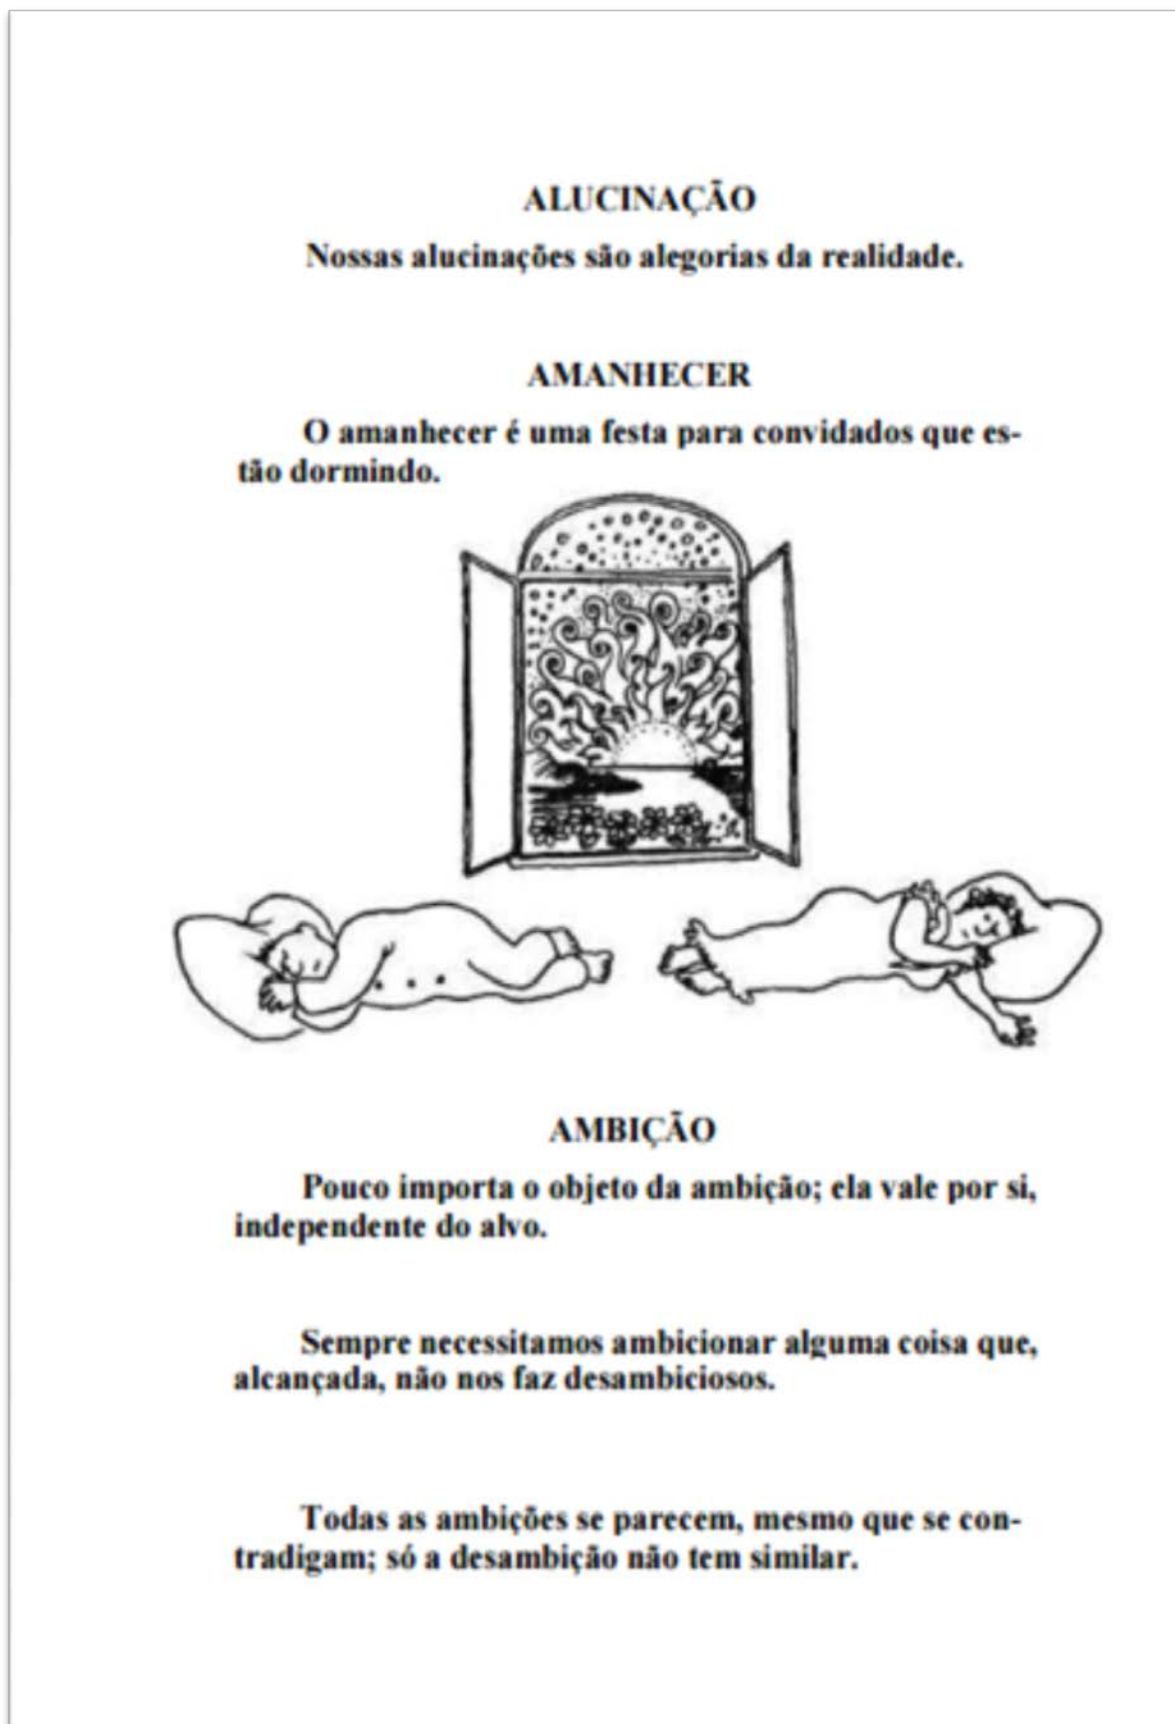 ALUCINAÇÃO
Nossas alucinações são alegorias da realidade.
AMANHECER
O amanhecer é uma festa para convidados que es-
tão dormindo.
AMBIÇÃO
Pouco importa o objeto da ambição; ela vale por si,
independente do alvo.
Sempre necessitamos ambicionar alguma coisa que,
alcançada, não nos faz desambiciosos.
Todas as ambições se parecem, mesmo que se con-
tradigam; só a desambição não tem similar.